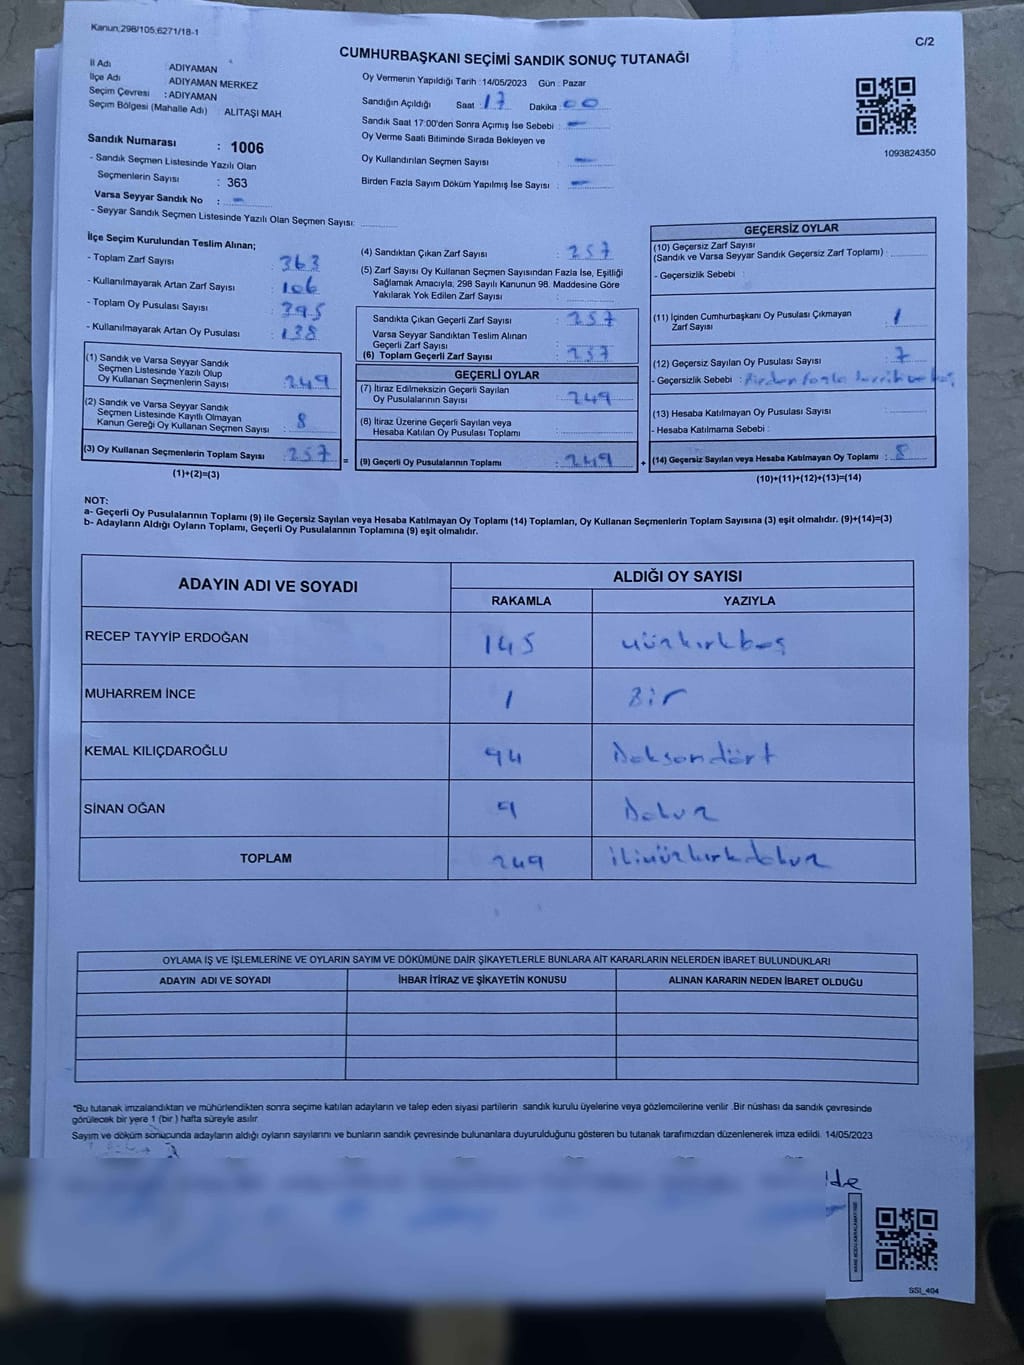 Kanun,298/105,6271/18-1
C/2
CUMHURBAŞKANI SEÇİMİ SANDIK SONUÇ TUTANAĞI
İl Adı : ADIYAMAN
İlçe Adı : ADIYAMAN MERKEZ
Seçim Çevresi : ADIYAMAN
Seçim Bölgesi (Mahalle Adı) : ALİTAŞI MAH
Oy Vermenin Yapıldığı Tarih :14/05/2023 Gün : Pazar
Sandığın Açıldığı Saat : 17 Dakika : 00
Sandık Saat 17:00'den Sonra Açımış İse Sebebi : -
Oy Verme Saati Bitiminde Sırada Bekleyen ve
Oy Kullandırılan Seçmen Sayısı : -
Birden Fazla Sayım Döküm Yapılmış İse Sayısı : -
1093824350
Sandık Numarası : 1006
- Sandık Seçmen Listesinde Yazılı Olan
Seçmenlerin Sayısı : 363
Varsa Seyyar Sandık No : -
- Seyyar Sandık Seçmen Listesinde Yazılı Olan Seçmen Sayısı:
İlçe Seçim Kurulundan Teslim Alınan;
- Toplam Zarf Sayısı : 363
- Kullanılmayarak Artan Zarf Sayısı : 106
- Toplam Oy Pusulası Sayısı : 395
- Kullanılmayarak Artan Oy Pusulası : 138
(1) Sandık ve Varsa Seyyar Sandık
Seçmen Listesinde Yazılı Olup
Oy Kullanan Seçmenlerin Sayısı : 249
(2) Sandık ve Varsa Seyyar Sandık
Seçmen Listesinde Kayıtlı Olmayan
Kanun Gereği Oy Kullanan Seçmen Sayısı : 8
(3) Oy Kullanan Seçmenlerin Toplam Sayısı : 257
(1)+(2)=(3)
(4) Sandıktan Çıkan Zarf Sayısı : 257
(5) Zarf Sayısı Oy Kullanan Seçmen Sayısından Fazla İse, Eşitliği
Sağlamak Amacıyla, 298 Sayılı Kanunun 98. Maddesine Göre
Yakılarak Yok Edilen Zarf Sayısı :
Sandıkta Çıkan Geçerli Zarf Sayısı : 257
Varsa Seyyar Sandıktan Teslim Alınan
Geçerli Zarf Sayısı :
(6) Toplam Geçerli Zarf Sayısı : 257
GEÇERLİ OYLAR
(7) İtiraz Edilmeksizin Geçerli Sayılan
Oy Pusulalarının Sayısı : 249
(8) İtiraz Üzerine Geçerli Sayılan veya
Hesaba Katılan Oy Pusulası Toplamı :
= (9) Geçerli Oy Pusulalarının Toplamı : 249 +
GEÇERSİZ OYLAR
(10) Geçersiz Zarf Sayısı
(Sandık ve Varsa Seyyar Sandık Geçersiz Zarf Toplamı) :
- Geçersizlik Sebebi :
(11) İçinden Cumhurbaşkanı Oy Pusulası Çıkmayan
Zarf Sayısı : 1
(12) Geçersiz Sayılan Oy Pusulası Sayısı : 7
- Geçersizlik Sebebi : Birden fazla tercih ve boş
(13) Hesaba Katılmayan Oy Pusulası Sayısı :
- Hesaba Katılmama Sebebi :
(14) Geçersiz Sayılan veya Hesaba Katılmayan Oy Toplamı : 8
(10)+(11)+(12)+(13)=(14)
NOT:
a- Geçerli Oy Pusulalarının Toplamı (9) ile Geçersiz Sayılan veya Hesaba Katılmayan Oy Toplamı (14) Toplamları, Oy Kullanan Seçmenlerin Toplam Sayısına (3) eşit olmalıdır. (9)+(14)=(3)
b- Adayların Aldığı Oyların Toplamı, Geçerli Oy Pusulalarının Toplamına (9) eşit olmalıdır.
ADAYIN ADI VE SOYADI
ALDIĞI OY SAYISI
RAKAMLA YAZIYLA
RECEP TAYYİP ERDOĞAN 145 yüzkırkbeş
MUHARREM İNCE 1 Bir
KEMAL KILIÇDAROĞLU 94 Doksandört
SİNAN OĞAN 9 Dokuz
TOPLAM 249 ikiyüzkırkdokuz
OYLAMA İŞ VE İŞLEMLERİNE VE OYLARIN SAYIM VE DÖKÜMÜNE DAİR ŞİKAYETLERLE BUNLARA AİT KARARLARIN NELERDEN İBARET BULUNDUKLARI
ADAYIN ADI VE SOYADI İHBAR İTİRAZ VE ŞİKAYETİN KONUSU ALINAN KARARIN NEDEN İBARET OLDUĞU
*Bu tutanak imzalandıktan ve mühürlendikten sonra seçime katılan adayların ve talep eden siyasi partilerin sandık kurulu üyelerine veya gözlemcilerine verilir .Bir nüshası da sandık çevresinde
görülecek bir yere 1 (bir ) hafta süreyle asılır.
Sayım ve döküm sonucunda adayların aldığı oyların sayılarını ve bunların sandık çevresinde bulunanlara duyurulduğunu gösteren bu tutanak tarafımızdan düzenlenerek imza edildi. 14/05/2023
SSI_404